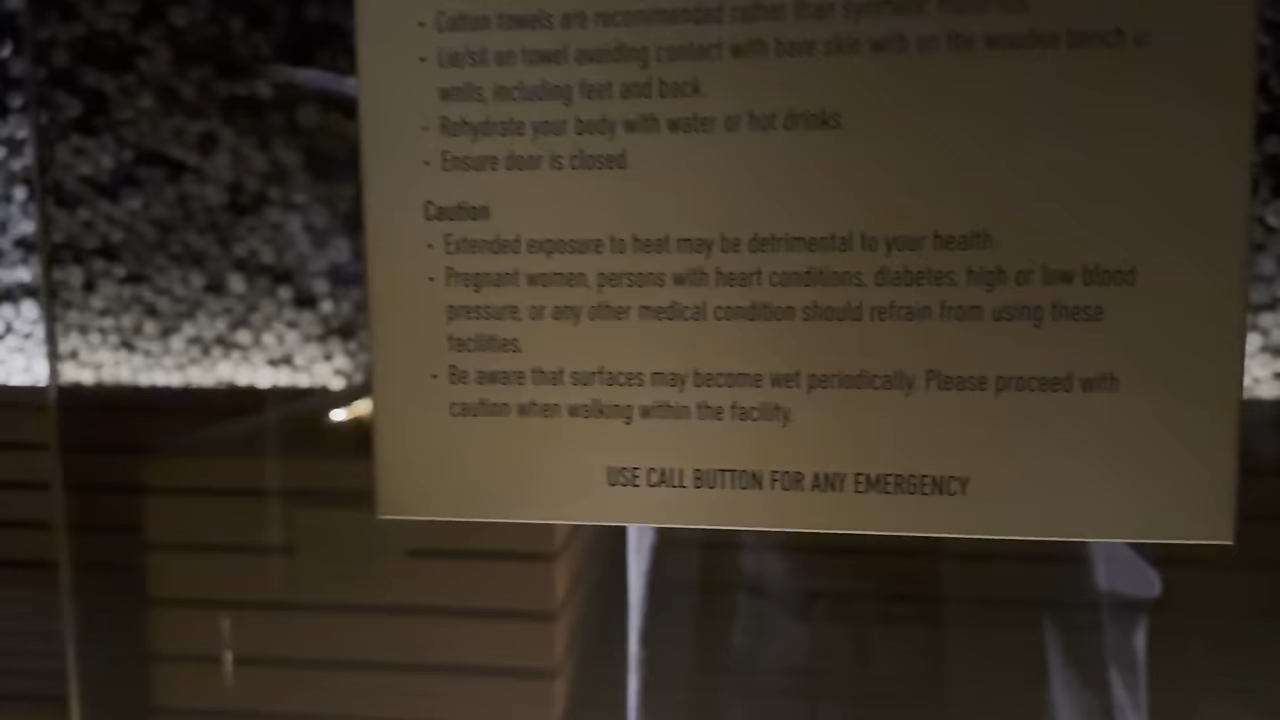 - Cotton towels are recommended rather than synthetic materials.
- Lie/sit on towel avoiding contact with bare skin with on the wooden bench or
walls, including feet and back.
- Rehydrate your body with water or hot drinks.
- Ensure door is closed
Caution
- Extended exposure to heat may be detrimental to your health.
- Pregnant women, persons with heart conditions, diabetes, high or low blood
pressure, or any other medical condition should refrain from using these
facilities.
- Be aware that surfaces may become wet periodically. Please proceed with
caution when walking within the facility.
USE CALL BUTTON FOR ANY EMERGENCY